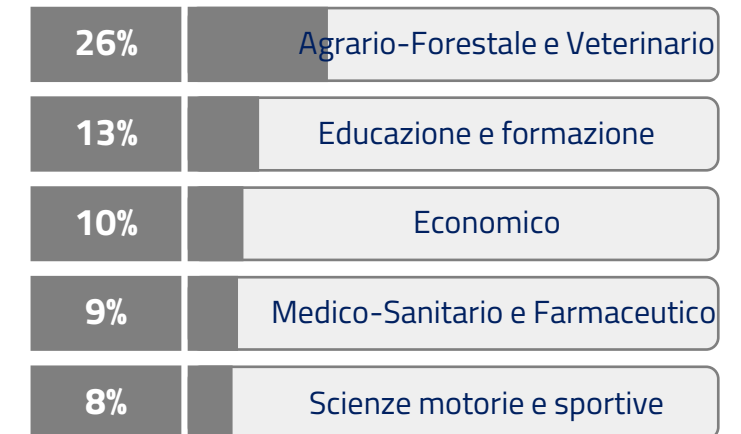 26% Agrario-Forestale e Veterinario
13% Educazione e formazione
10% Economico
9% Medico-Sanitario e Farmaceutico
8% Scienze motorie e sportive